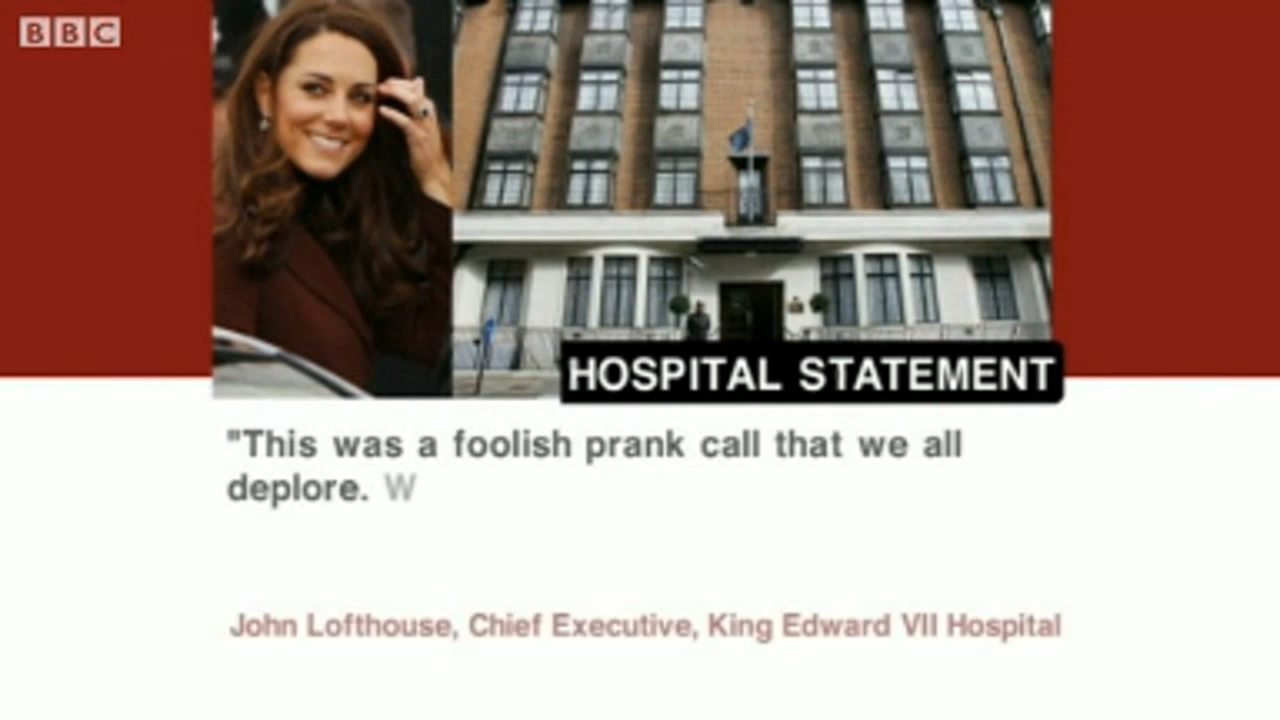 BBC
HOSPITAL STATEMENT
"This was a foolish prank call that we all
deplore. W
John Lofthouse, Chief Executive, King Edward VII Hospital